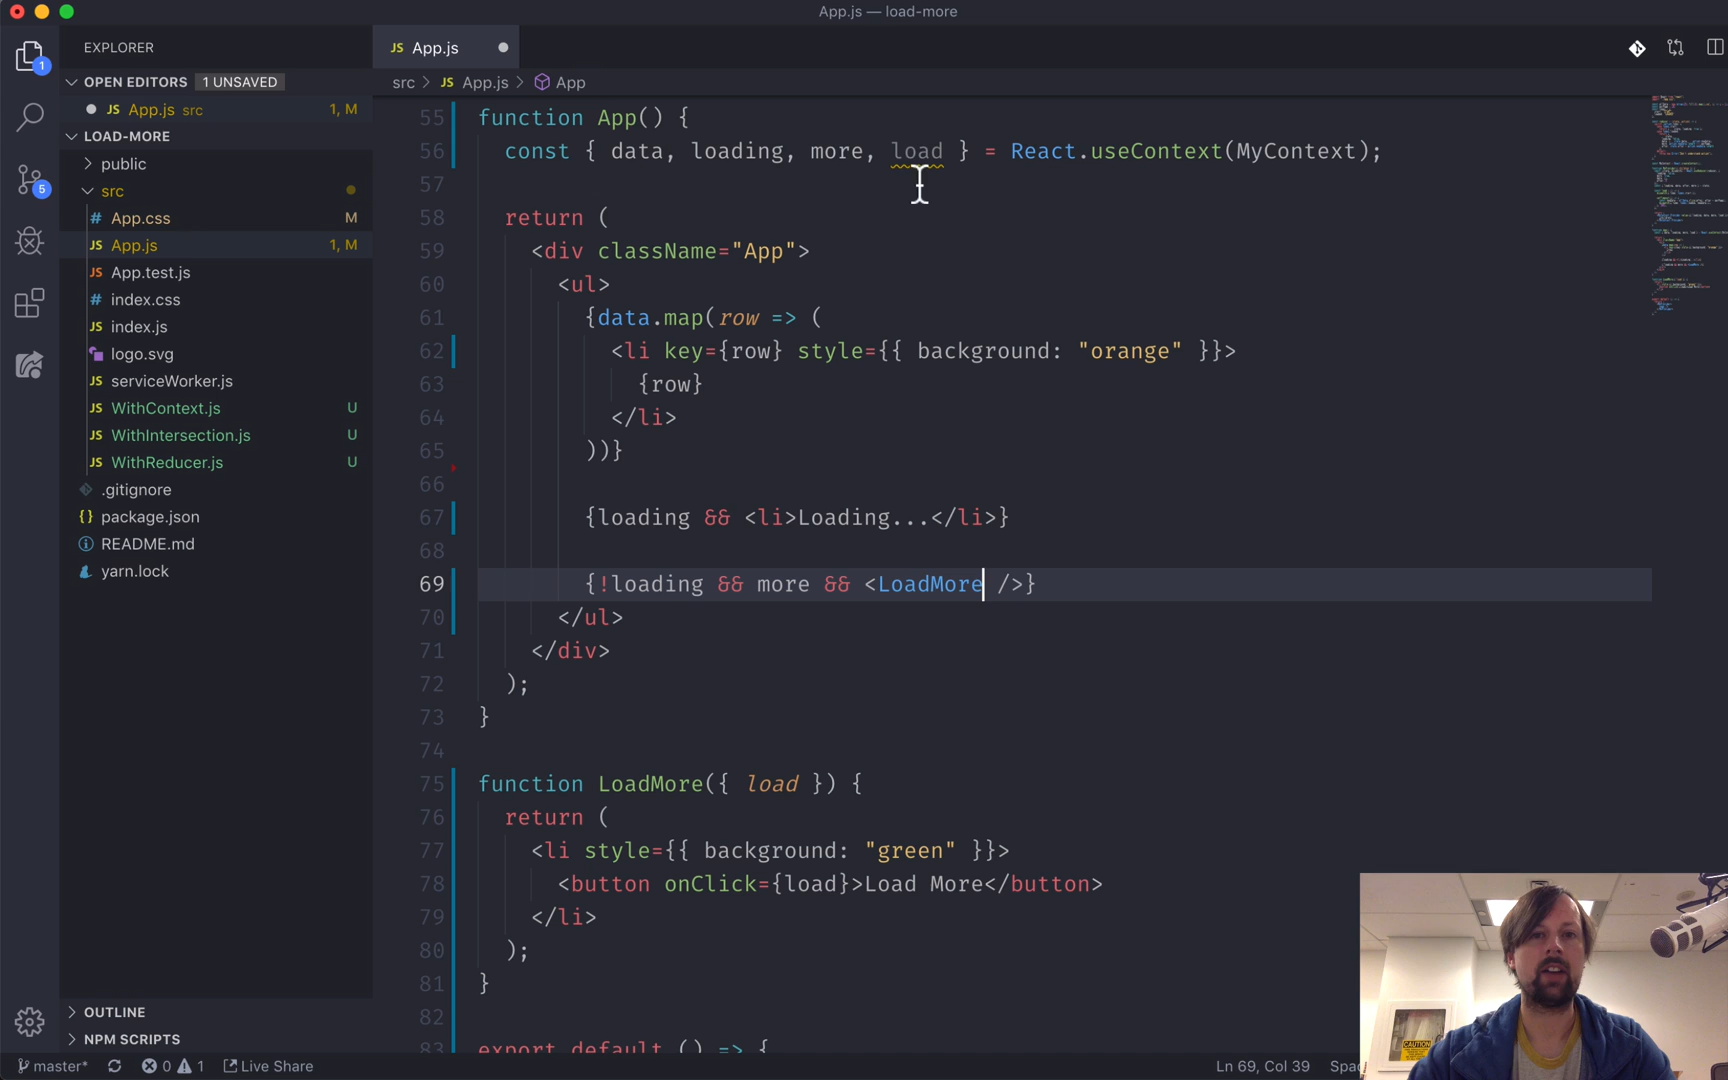 App.js — load-more
EXPLORER
JS App.js
1
OPEN EDITORS 1 UNSAVED
src > JS App.js > App
JS App.js src 1, M
LOAD-MORE
public
src
# App.css M
JS App.js 1, M
JS App.test.js
# index.css
JS index.js
logo.svg
JS serviceWorker.js
JS WithContext.js U
JS WithIntersection.js U
JS WithReducer.js U
.gitignore
{} package.json
README.md
yarn.lock
5
OUTLINE
NPM SCRIPTS
55 function App() {
56 const { data, loading, more, load } = React.useContext(MyContext);
57
58 return (
59 <div className="App">
60 <ul>
61 {data.map(row => (
62 <li key={row} style={{ background: "orange" }}>
63 {row}
64 </li>
65 ))}
66
67 {loading && <li>Loading...</li>}
68
69 {!loading && more && <LoadMore />}
70 </ul>
71 </div>
72 );
73 }
74
75 function LoadMore({ load }) {
76 return (
77 <li style={{ background: "green" }}>
78 <button onClick={load}>Load More</button>
79 </li>
80 );
81 }
82
83 export default () => {
CAUTION
master* 0 1 Live Share
Ln 69, Col 39 Spac